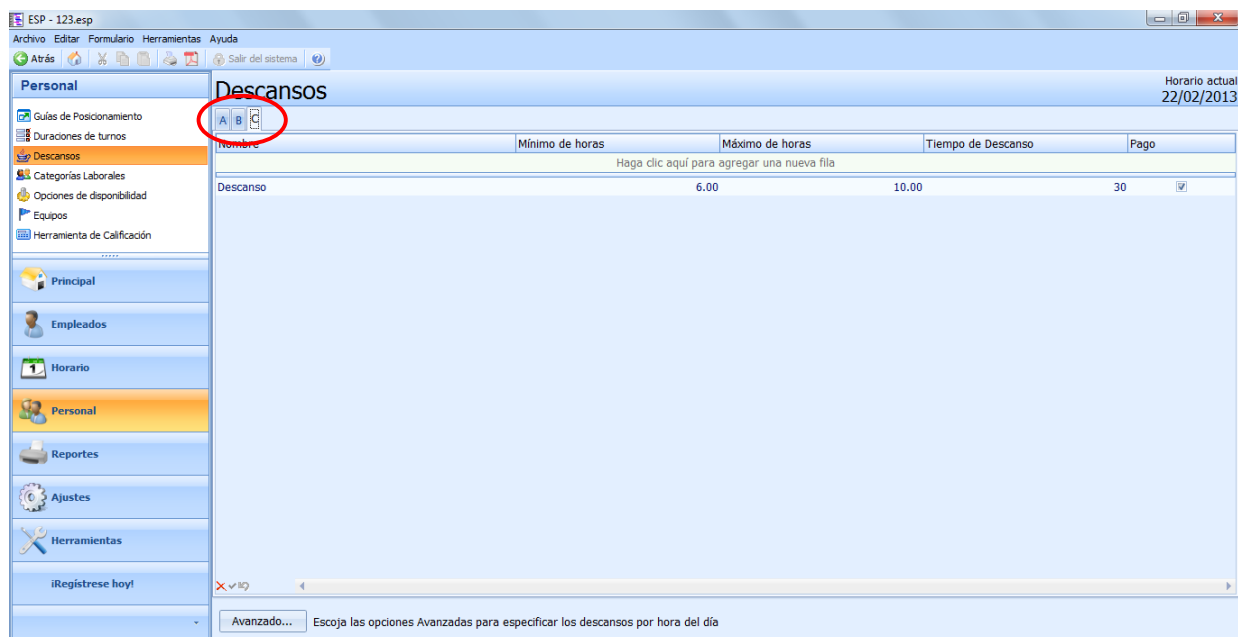 ESP - 123.esp
Archivo Editar Formulario Herramientas Ayuda
Atrás Salir del sistema
Personal
Guías de Posicionamiento
Duraciones de turnos
Descansos
Categorías Laborales
Opciones de disponibilidad
Equipos
Herramienta de Calificación
Principal
Empleados
1 Horario
Personal
Reportes
Ajustes
Herramientas
¡Regístrese hoy!
Descansos
Horario actual
22/02/2013
A B C
Nombre Mínimo de horas Máximo de horas Tiempo de Descanso Pago
Haga clic aquí para agregar una nueva fila
Descanso 6.00 10.00 30
Avanzado... Escoja las opciones Avanzadas para especificar los descansos por hora del día